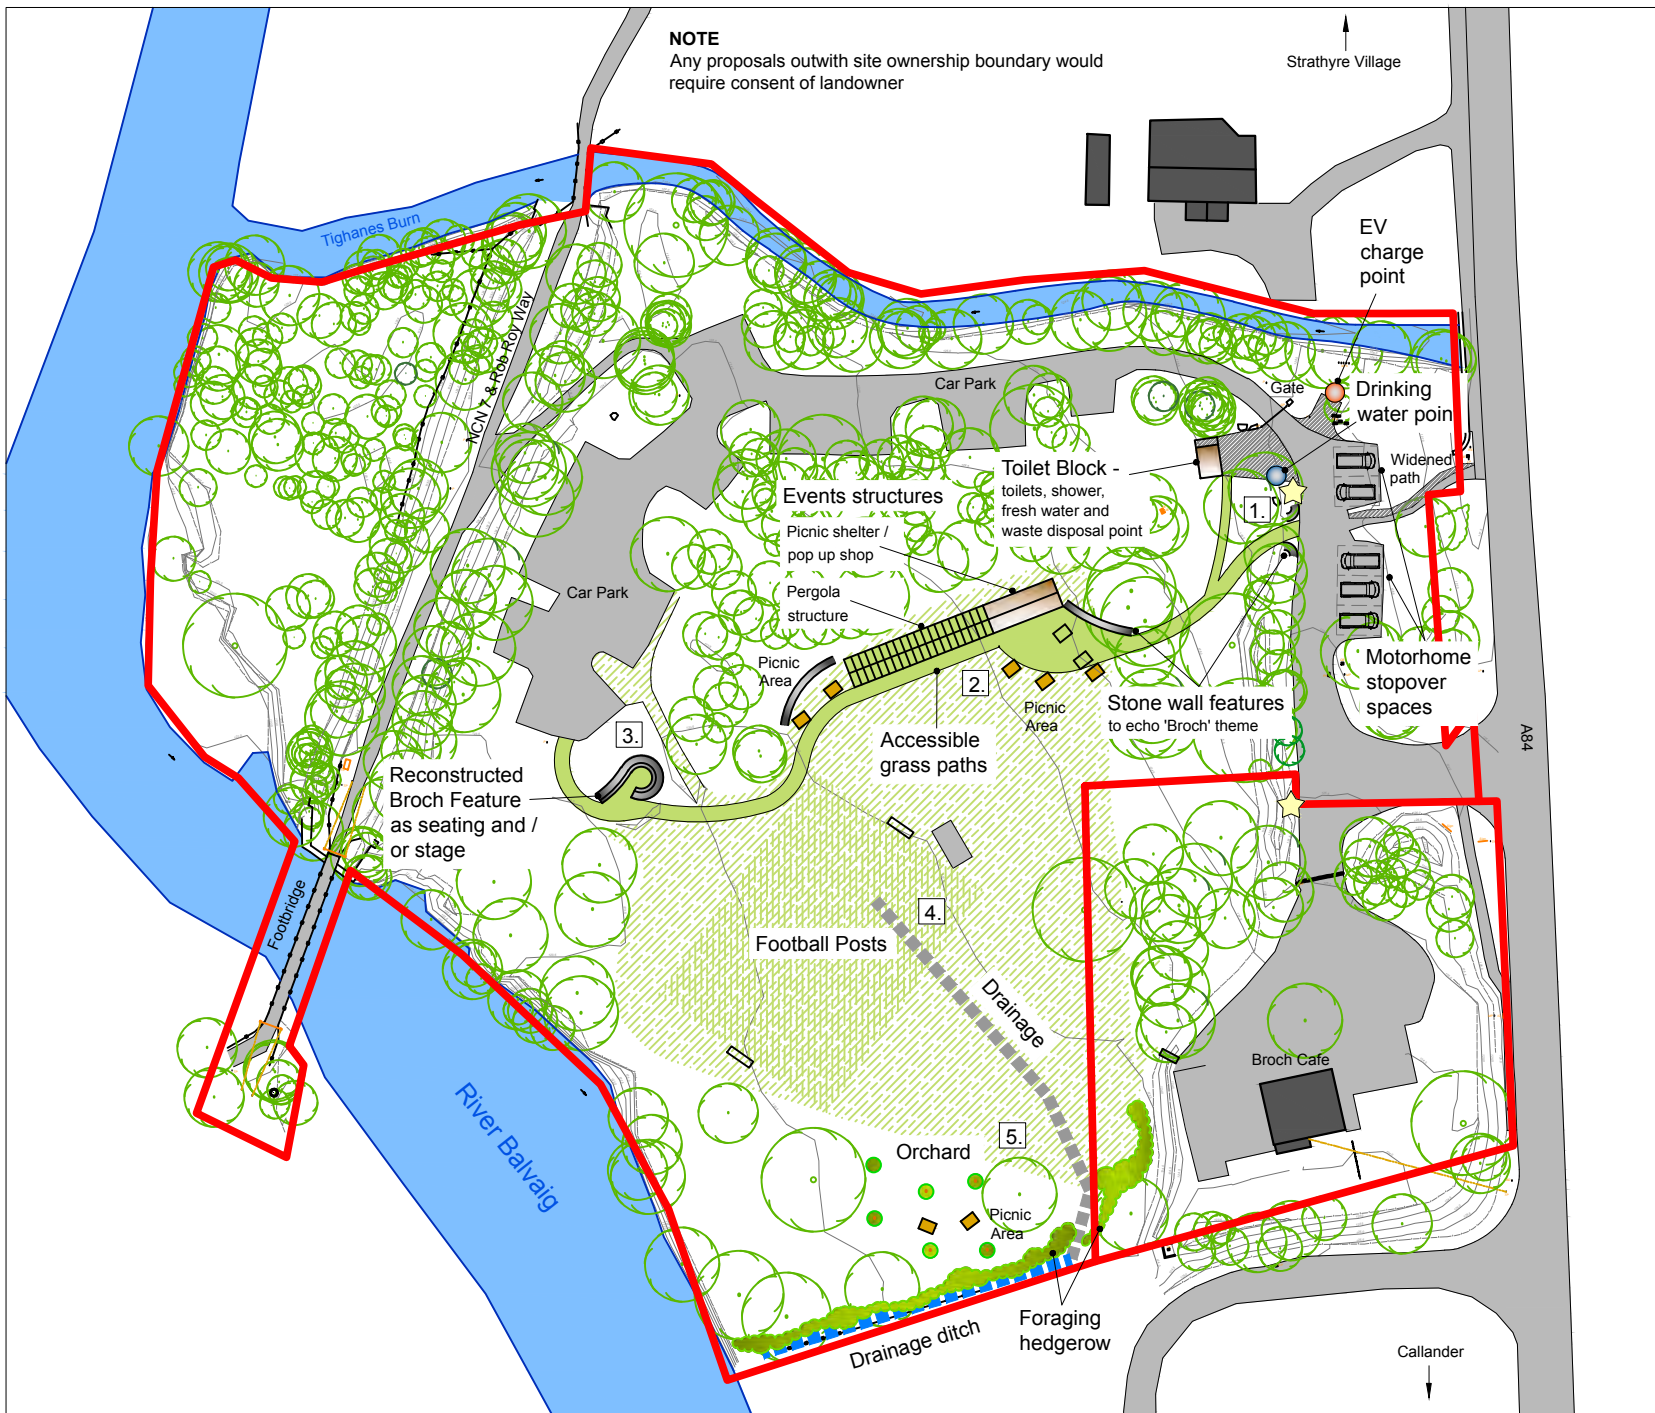 NOTE
Any proposals outwith site ownership boundary would
require consent of landowner
Strathyre Village
Tighanes Burn
EV
charge
point
NCN 7 & Rob Roy Way
Car Park
Gate
Drinking
water poin
Widened
path
Toilet Block -
toilets, shower,
fresh water and
waste disposal point
Events structures
Picnic shelter /
pop up shop
Pergola
structure
1.
Car Park
Picnic
Area
2.
Picnic
Area
Stone wall features
to echo 'Broch' theme
Motorhome
stopover
spaces
A84
3.
Accessible
grass paths
Reconstructed
Broch Feature
as seating and /
or stage
Footbridge
4.
Football Posts
Drainage
Broch Cafe
River Balvaig
5.
Orchard
Picnic
Area
Foraging
hedgerow
Drainage ditch
Callander